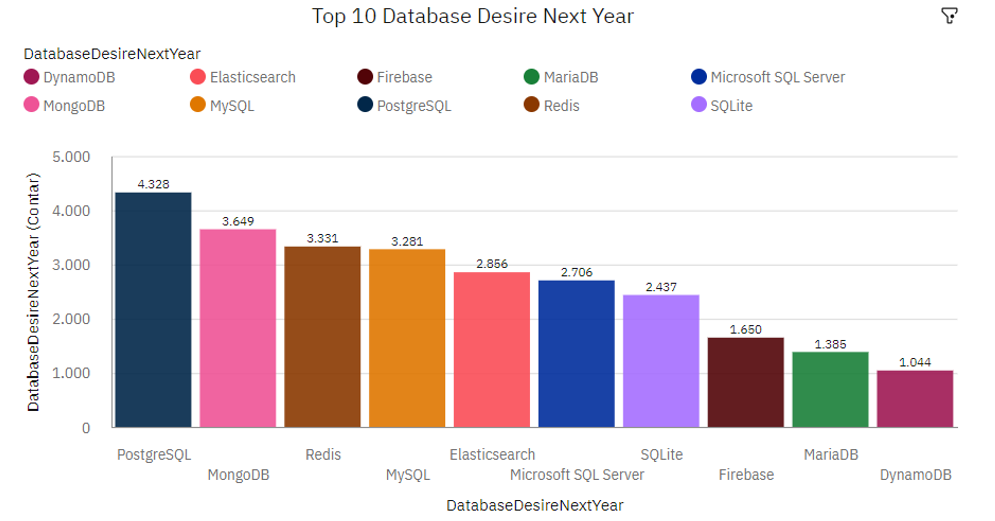 Top 10 Database Desire Next Year
DatabaseDesireNextYear
DynamoDB Elasticsearch Firebase MariaDB Microsoft SQL Server
MongoDB MySQL PostgreSQL Redis SQLite
DatabaseDesireNextYear (Contar)
5.000
4.000
3.000
2.000
1.000
0
4.328
3.649
3.331
3.281
2.856
2.706
2.437
1.650
1.385
1.044
PostgreSQL Redis Elasticsearch SQLite MariaDB
MongoDB MySQL Microsoft SQL Server Firebase DynamoDB
DatabaseDesireNextYear